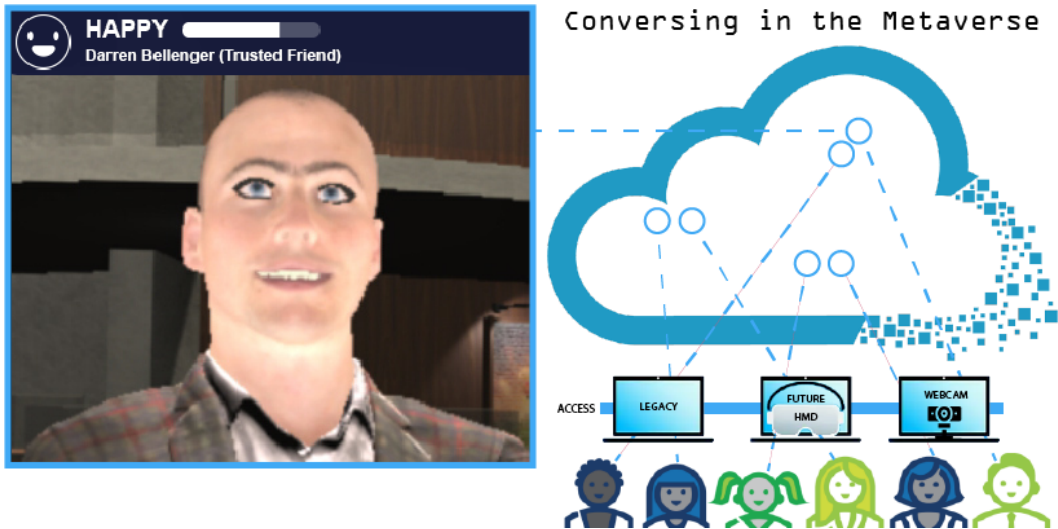 HAPPY
Darren Bellenger (Trusted Friend)
Conversing in the Metaverse
ACCESS
LEGACY
FUTURE
HMD
WEBCAM